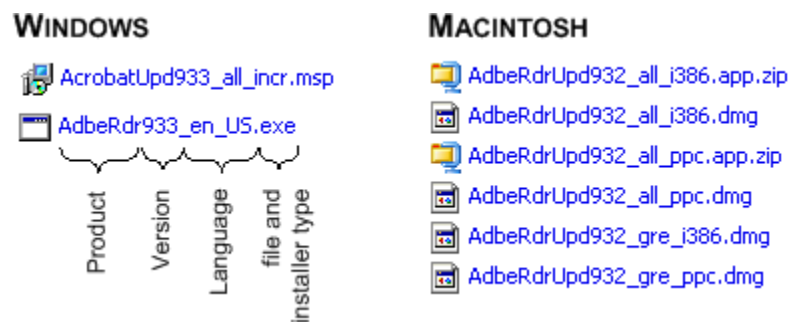 WINDOWS
AcrobatUpd933_all_incr.msp
AdbeRdr933_en_US.exe
Product
Version
Language
file and
installer type
MACINTOSH
AdbeRdrUpd932_all_i386.app.zip
AdbeRdrUpd932_all_i386.dmg
AdbeRdrUpd932_all_ppc.app.zip
AdbeRdrUpd932_all_ppc.dmg
AdbeRdrUpd932_gre_i386.dmg
AdbeRdrUpd932_gre_ppc.dmg